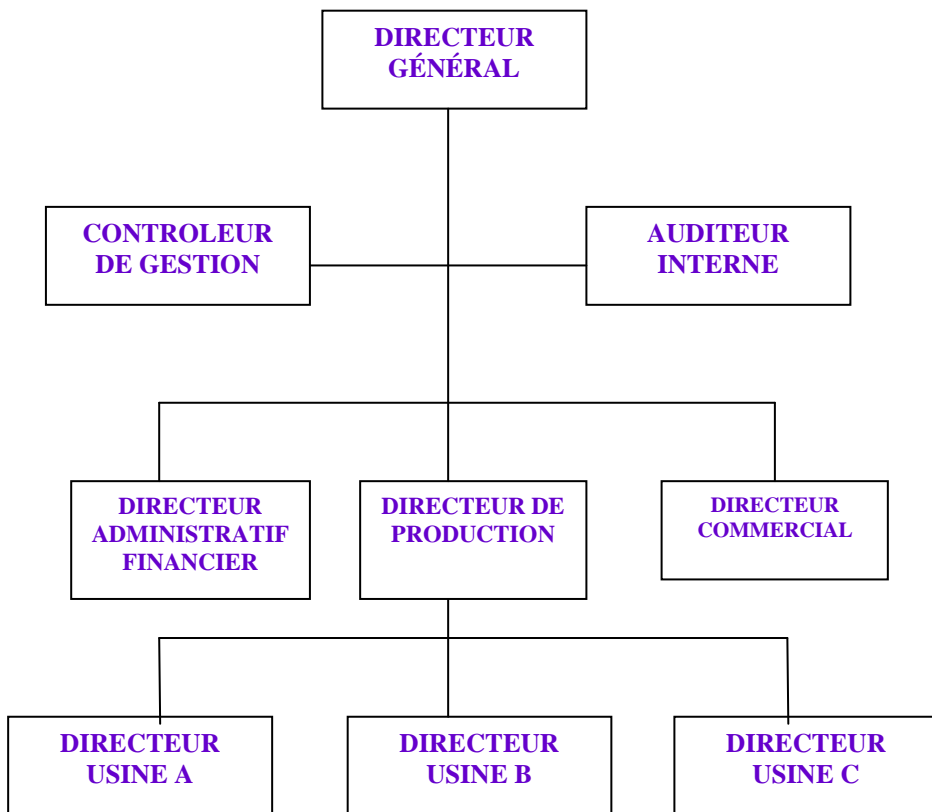 DIRECTEUR
GÉNÉRAL
CONTROLEUR
DE GESTION
AUDITEUR
INTERNE
DIRECTEUR
ADMINISTRATIF
FINANCIER
DIRECTEUR DE
PRODUCTION
DIRECTEUR
COMMERCIAL
DIRECTEUR
USINE A
DIRECTEUR
USINE B
DIRECTEUR
USINE C